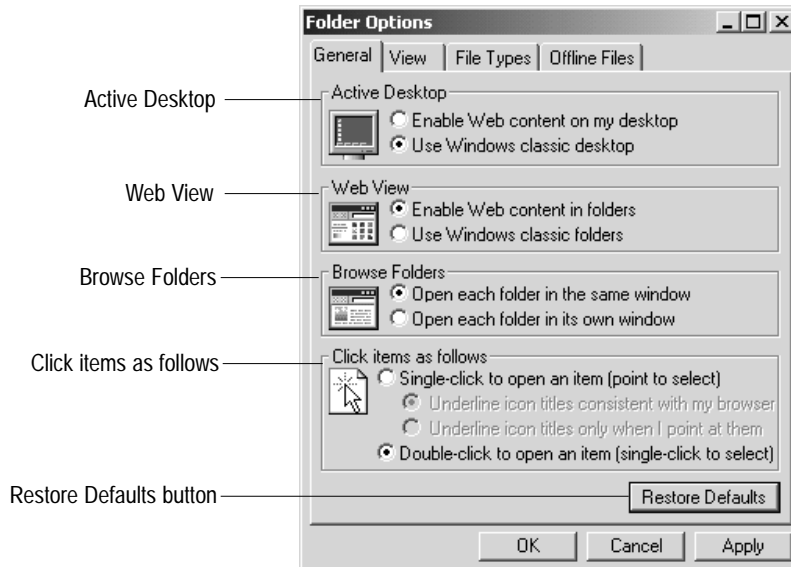 Folder Options
General View File Types Offline Files
Active Desktop
Active Desktop
Enable Web content on my desktop
Use Windows classic desktop
Web View
Web View
Enable Web content in folders
Use Windows classic folders
Browse Folders
Browse Folders
Open each folder in the same window
Open each folder in its own window
Click items as follows
Click items as follows
Single-click to open an item (point to select)
Underline icon titles consistent with my browser
Underline icon titles only when I point at them
Double-click to open an item (single-click to select)
Restore Defaults button
Restore Defaults
OK Cancel Apply